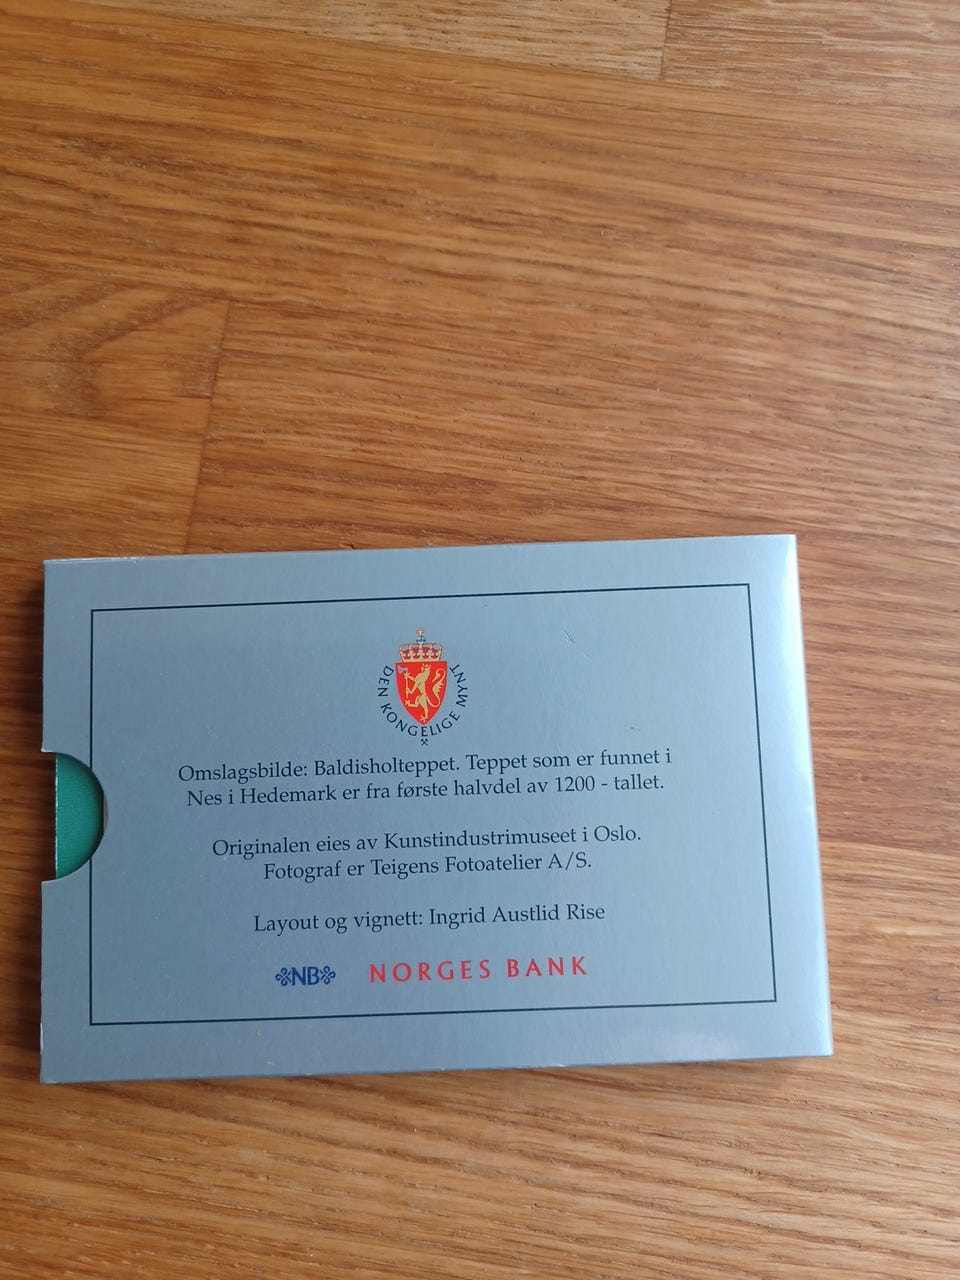 DEN KONGELIGE MYNT
Omslagsbilde: Baldisholteppet. Teppet som er funnet i
Nes i Hedemark er fra første halvdel av 1200 - tallet.
Originalen eies av Kunstindustrimuseet i Oslo.
Fotograf er Teigens Fotoatelier A/S.
Layout og vignett: Ingrid Austlid Rise
NB NORGES BANK